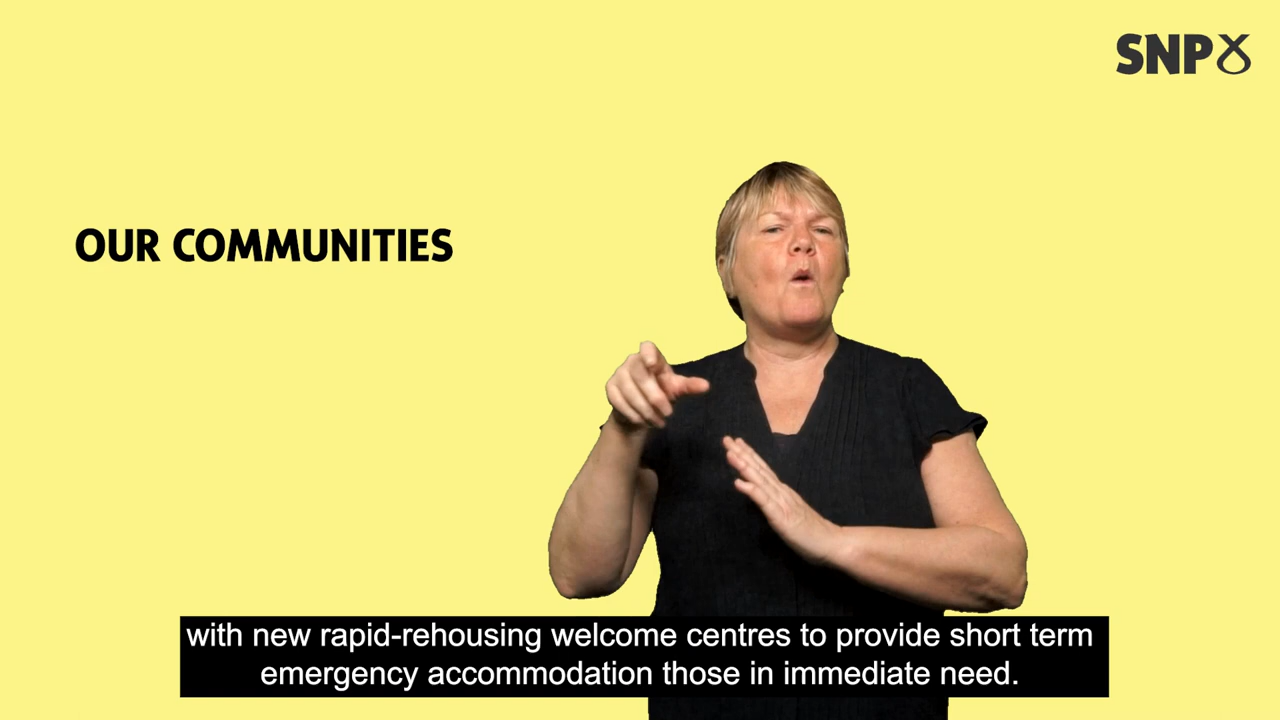 SNP
OUR COMMUNITIES
with new rapid-rehousing welcome centres to provide short term
emergency accommodation those in immediate need.